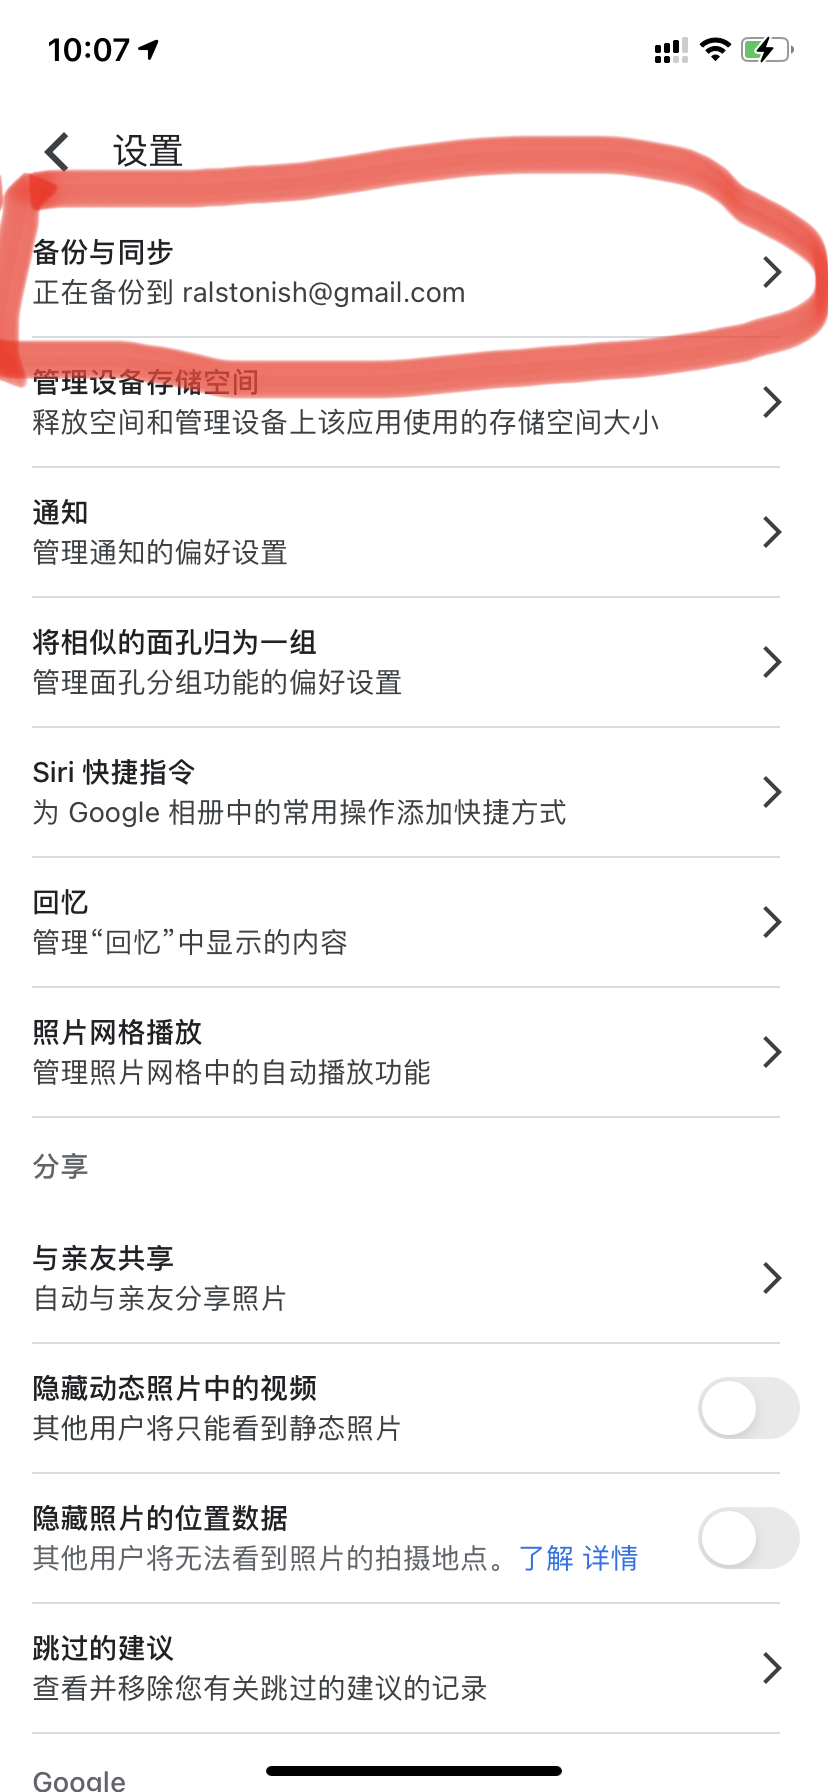 10:07
设置
备份与同步
正在备份到 ralstonish@gmail.com
管理设备存储空间
释放空间和管理设备上该应用使用的存储空间大小
通知
管理通知的偏好设置
将相似的面孔归为一组
管理面孔分组功能的偏好设置
Siri 快捷指令
为 Google 相册中的常用操作添加快捷方式
回忆
管理“回忆”中显示的内容
照片网格播放
管理照片网格中的自动播放功能
分享
与亲友共享
自动与亲友分享照片
隐藏动态照片中的视频
其他用户将只能看到静态照片
隐藏照片的位置数据
其他用户将无法看到照片的拍摄地点。了解 详情
跳过的建议
查看并移除您有关跳过的建议的记录
Google